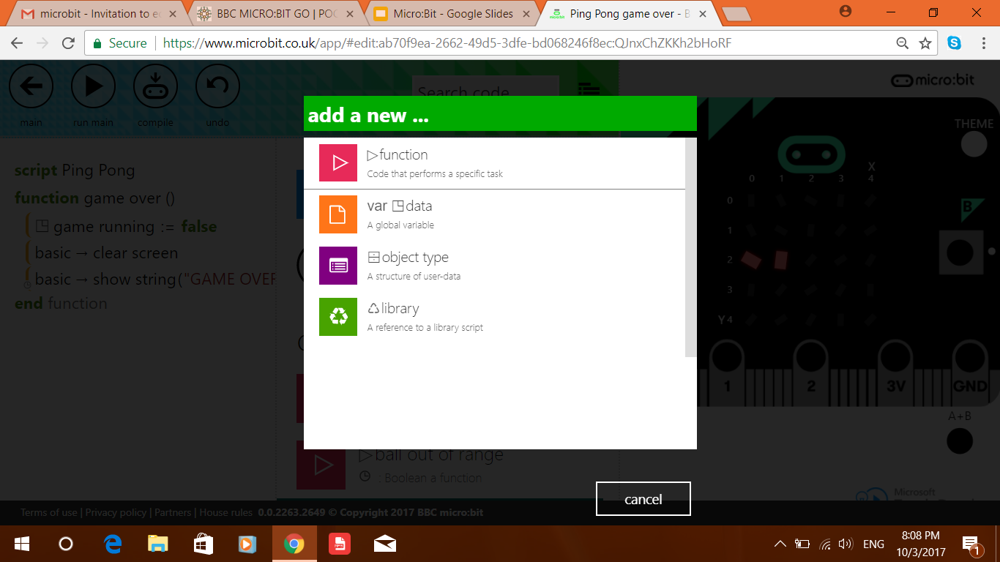 microbit - Invitation to ec
BBC MICRO:BIT GO | POC
Micro:Bit - Google Slides
Ping Pong game over - B
Secure
https://www.microbit.co.uk/app/#edit:ab70f9ea-2662-49d5-3dfe-bd068246f8ec:QJnxChZKKh2bHoRF
main
run main
compile
undo
Search code
micro:bit
THEME
script Ping Pong
function game over ()
game running := false
basic → clear screen
basic → show string("GAME OVER
end function
add a new ...
function
Code that performs a specific task
var data
A global variable
object type
A structure of user-data
library
A reference to a library script
ball out of range
: Boolean a function
cancel
X
0 1 2 3 4
0
1
2
3
Y 4
B
1 2 3V GND
A+B
Microsoft
Terms of use | Privacy policy | Partners | House rules 0.0.2263.2649 © Copyright 2017 BBC micro:bit
ENG
8:08 PM
10/3/2017
1